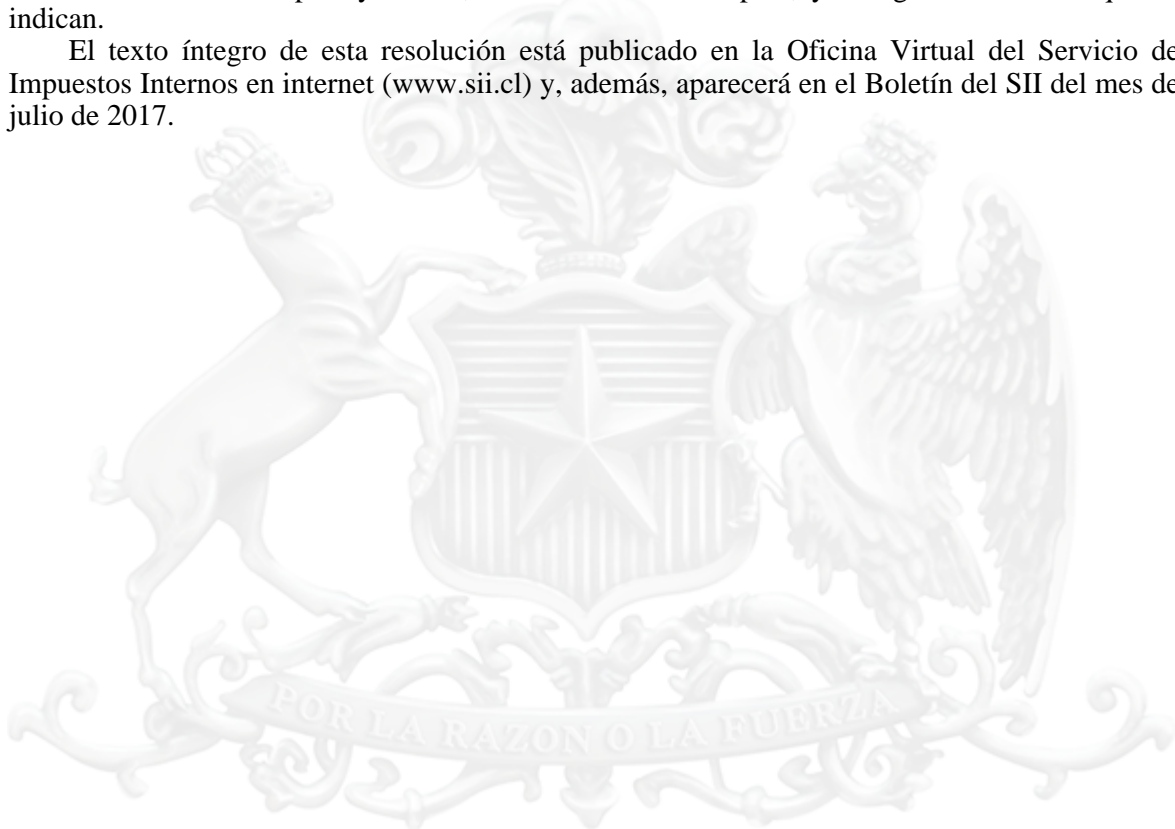 indican.
El texto íntegro de esta resolución está publicado en la Oficina Virtual del Servicio de
Impuestos Internos en internet (www.sii.cl) y, además, aparecerá en el Boletín del SII del mes de
julio de 2017.
POR LA RAZON O LA FUERZA